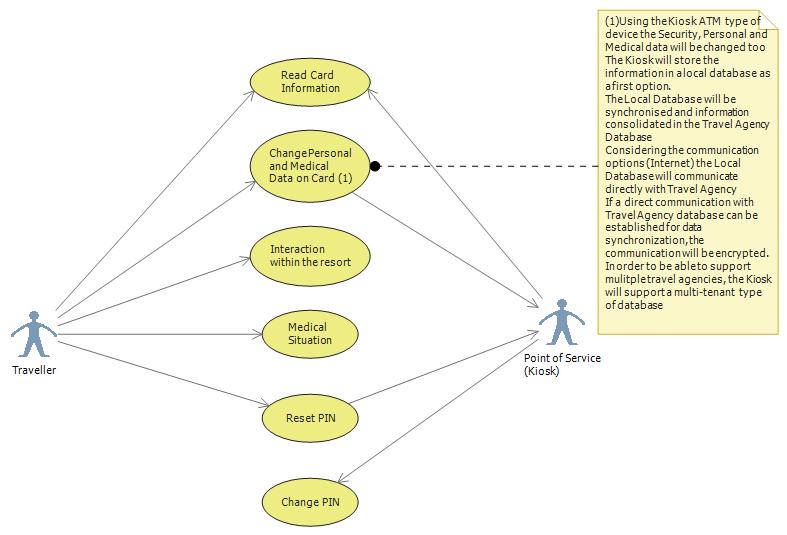 Read Card
Information
Change Personal
and Medical
Data on Card (1)
Interaction
within the resort
Medical
Situation
Reset PIN
Change PIN
Traveller
Point of Service
(Kiosk)
(1)Using the Kiosk ATM type of
device the Security, Personal and
Medical data will be changed too
The Kiosk will store the
information in a local database as
a first option.
The Local Database will be
synchronised and information
consolidated in the Travel Agency
Database
Considering the communication
options (Internet) the Local
Database will communicate
directly with Travel Agency
If a direct communication with
Travel Agency database can be
established for data
synchronization, the
communication will be encrypted.
In order to be able to support
mulitple travel agencies, the Kiosk
will support a multi-tenant type
of database